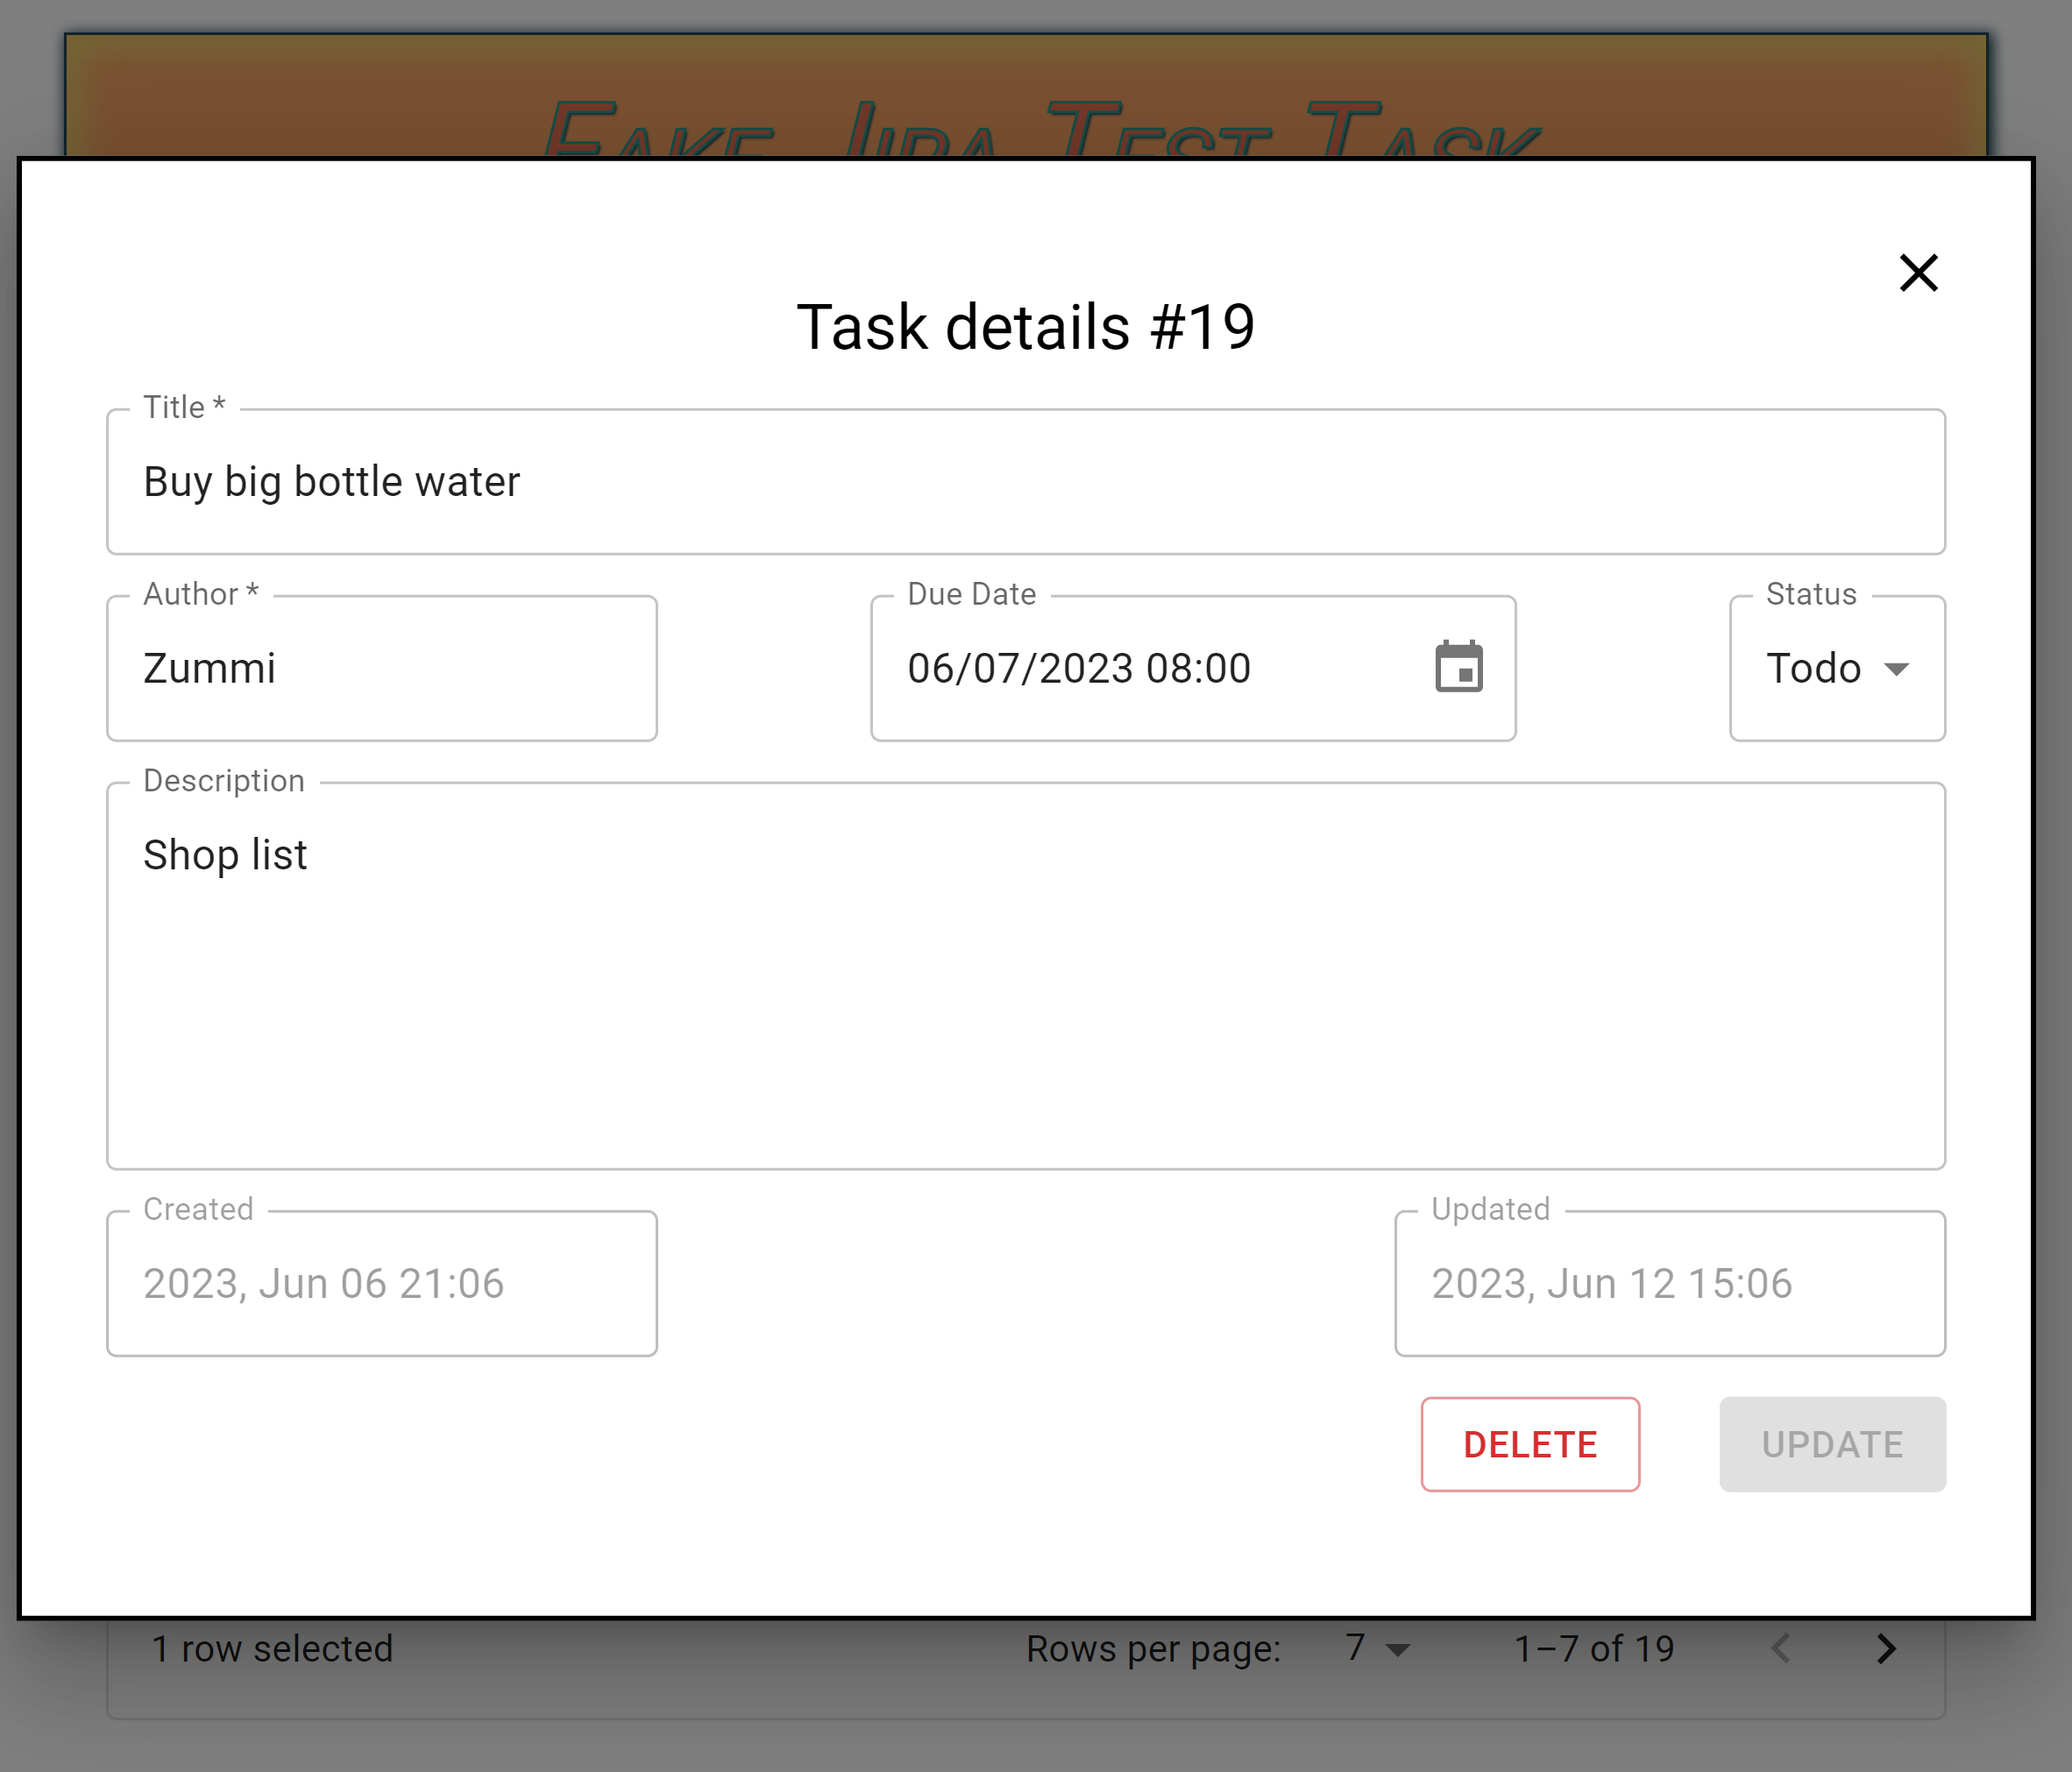 Fake Jira Test Task
Task details #19
Title *
Buy big bottle water
Author *
Due Date
Status
Zummi
06/07/2023 08:00
Todo
Description
Shop list
Created
Updated
2023, Jun 06 21:06
2023, Jun 12 15:06
DELETE
UPDATE
1 row selected
Rows per page:
7
1–7 of 19